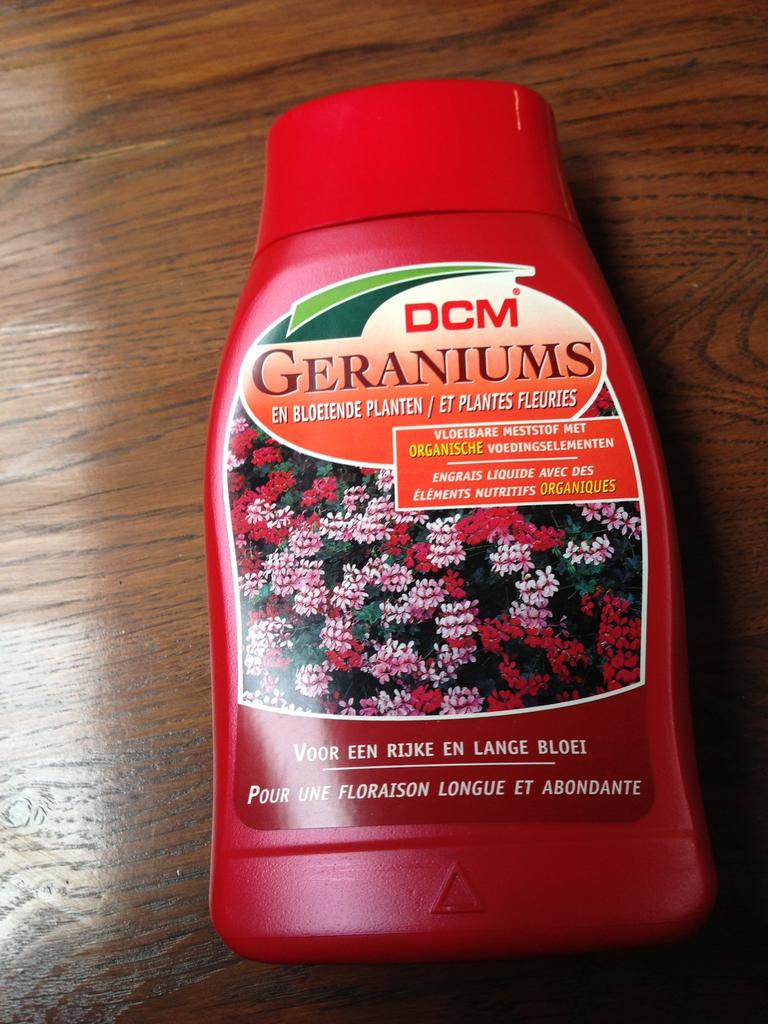 DCM®
GERANIUMS
EN BLOEIENDE PLANTEN / ET PLANTES FLEURIES
VLOEIBARE MESTSTOF MET
ORGANISCHE VOEDINGSELEMENTEN
ENGRAIS LIQUIDE AVEC DES
ÉLÉMENTS NUTRITIFS ORGANIQUES
VOOR EEN RIJKE EN LANGE BLOEI
POUR UNE FLORAISON LONGUE ET ABONDANTE